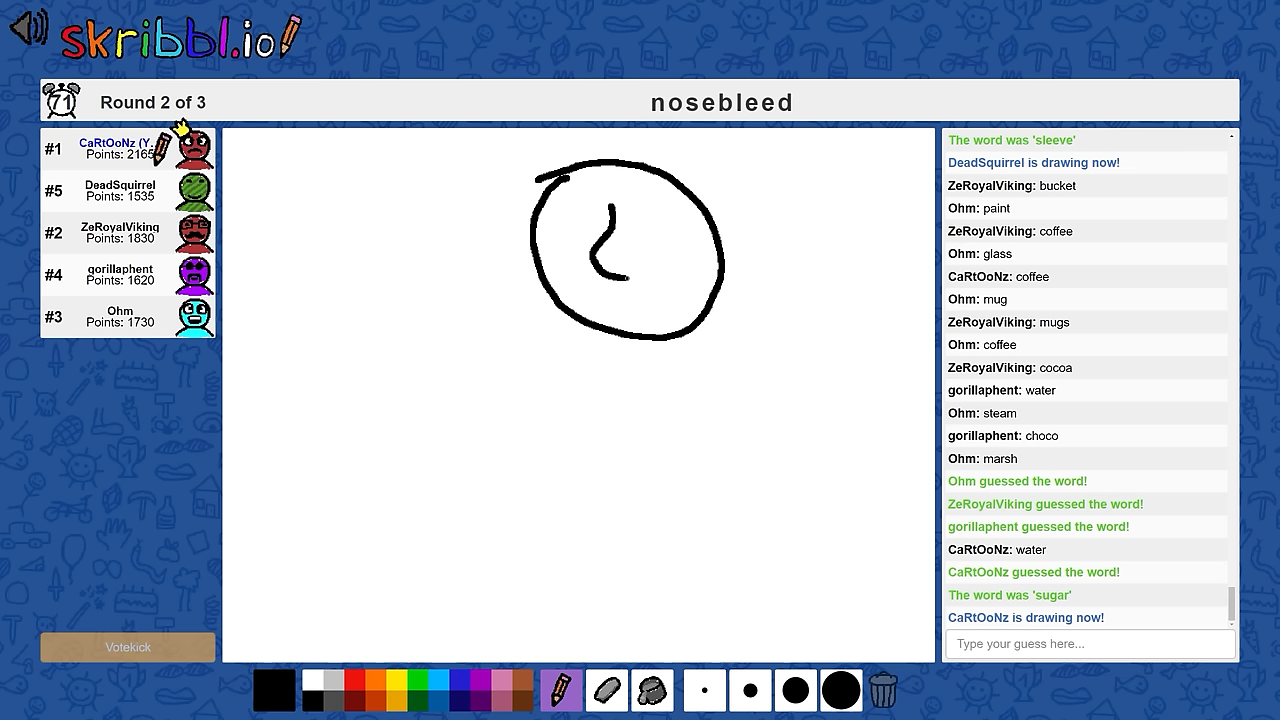 skribbl.io
71
Round 2 of 3
nosebleed
#1
CaRtOoNz (Y.
Points: 2165
#5
DeadSquirrel
Points: 1535
#2
ZeRoyalViking
Points: 1830
#4
gorillaphent
Points: 1620
#3
Ohm
Points: 1730
Votekick
The word was 'sleeve'
DeadSquirrel is drawing now!
ZeRoyalViking: bucket
Ohm: paint
ZeRoyalViking: coffee
Ohm: glass
CaRtOoNz: coffee
Ohm: mug
ZeRoyalViking: mugs
Ohm: coffee
ZeRoyalViking: cocoa
gorillaphent: water
Ohm: steam
gorillaphent: choco
Ohm: marsh
Ohm guessed the word!
ZeRoyalViking guessed the word!
gorillaphent guessed the word!
CaRtOoNz: water
CaRtOoNz guessed the word!
The word was 'sugar'
CaRtOoNz is drawing now!
Type your guess here...